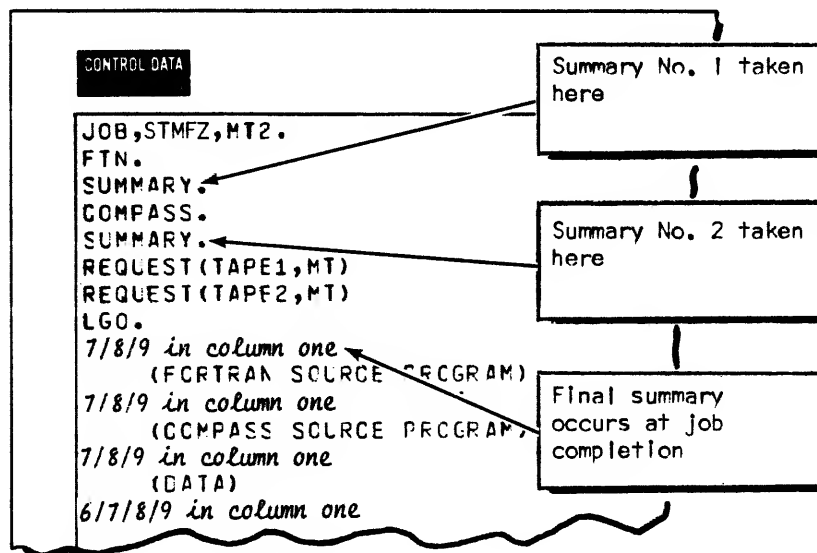 CONTROL DATA
JOB,STMFZ,MT2.
FTN.
SUMMARY.
COMPASS.
SUMMARY.
REQUEST(TAPE1,MT)
REQUEST(TAPE2,MT)
LGO.
7/8/9 in column one
(FORTRAN SOURCE PROGRAM)
7/8/9 in column one
(COMPASS SOURCE PROGRAM)
7/8/9 in column one
(DATA)
6/7/8/9 in column one
Summary No. 1 taken
here
Summary No. 2 taken
here
Final summary
occurs at job
completion